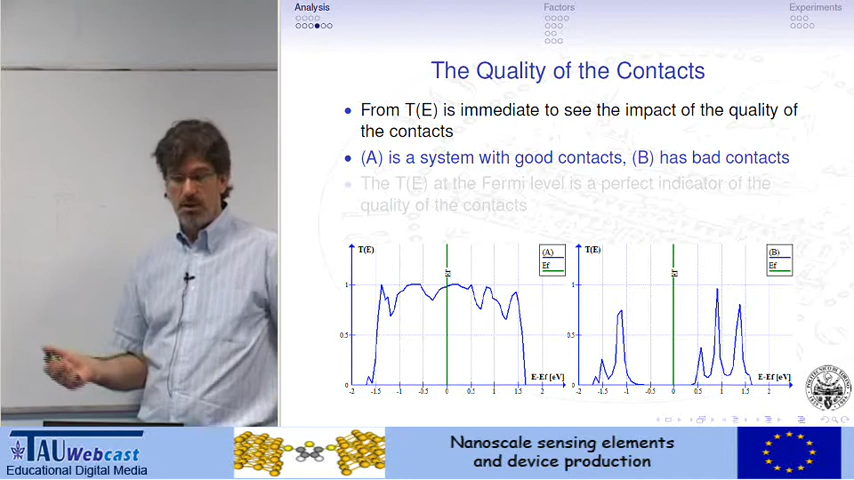 Analysis
Factors
Experiments
The Quality of the Contacts
From T(E) is immediate to see the impact of the quality of
the contacts
(A) is a system with good contacts, (B) has bad contacts
The T(E) at the Fermi level is a perfect indicator of the
quality of the contacts
T(E)
(A)
Ef
Ef
1
0.5
0
E-Ef [eV]
-2 -1.5 -1 -0.5 0 0.5 1 1.5 2
T(E)
(B)
Ef
Ef
1
0.5
0
E-Ef [eV]
-2 -1.5 -1 -0.5 0 0.5 1 1.5 2
TAU Webcast
Educational Digital Media
Nanoscale sensing elements
and device production